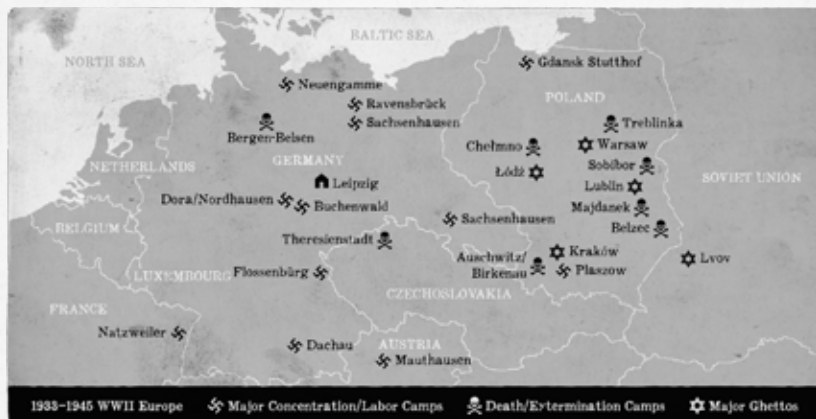 BALTIC SEA
NORTH SEA
Gdansk Stutthof
Neuengamme
POLAND
Ravensbrück
Sachsenhausen
Treblinka
Bergen-Belsen
Chełmno
Warsaw
NETHERLANDS
GERMANY
Sobibor
Łódź
SOVIET UNION
Leipzig
Lublin
Dora/Nordhausen
Buchenwald
Majdanek
BELGIUM
Sachsenhausen
Belzec
Theresienstadt
Kraków
Lvov
Auschwitz/
Birkenau
LUXEMBOURG
Flossenbürg
Plaszow
CZECHOSLOVAKIA
FRANCE
Natzweiler
Dachau
AUSTRIA
Mauthausen
1933–1945 WWII Europe Major Concentration/Labor Camps Death/Extermination Camps Major Ghettos